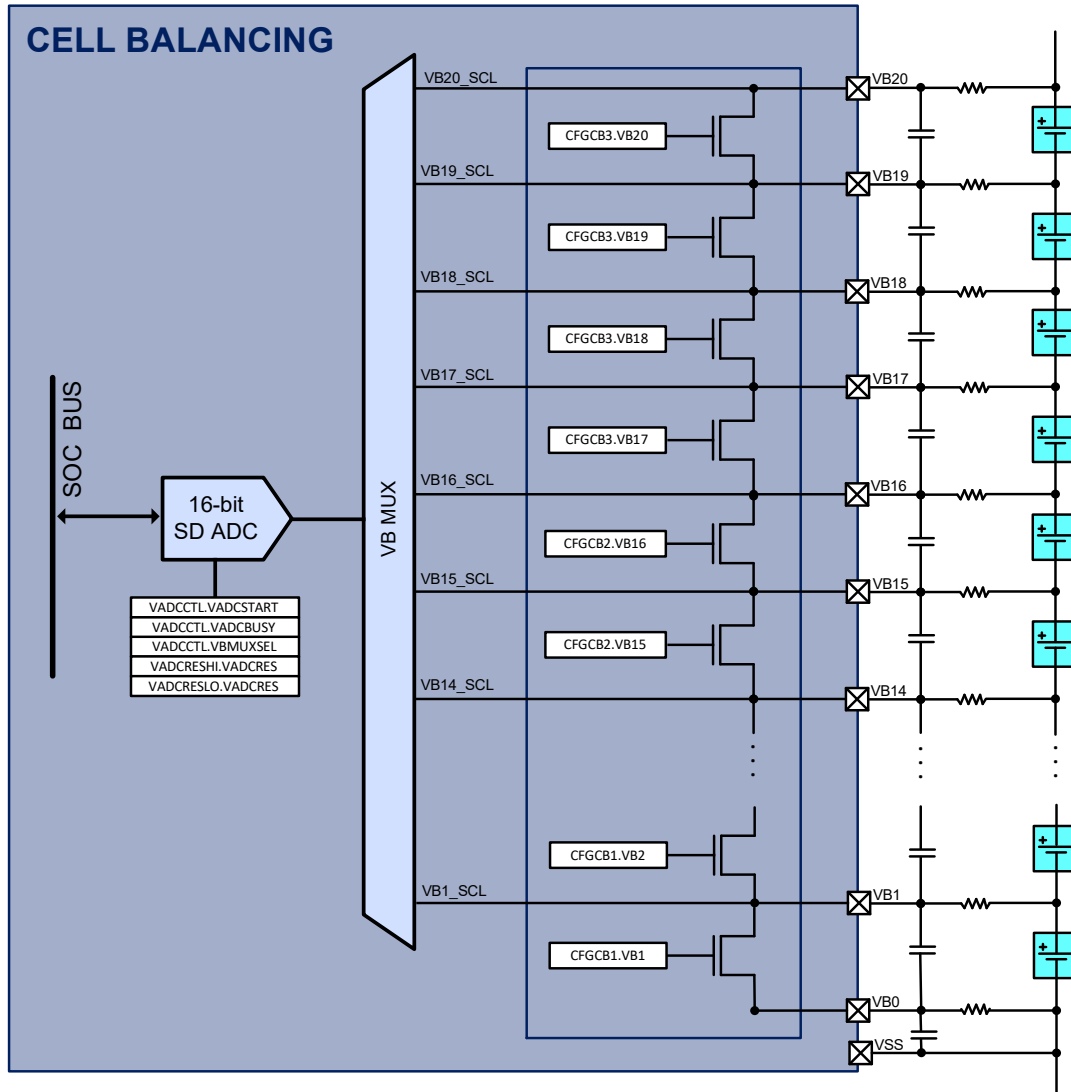 CELL BALANCING
VB20_SCL
VB20
CFGCB3.VB20
+
VB19_SCL
VB19
CFGCB3.VB19
+
VB18_SCL
VB18
CFGCB3.VB18
+
VB17_SCL
VB17
CFGCB3.VB17
+
SOC BUS
16-bit
SD ADC
VB MUX
VB16_SCL
VB16
CFGCB2.VB16
+
VB15_SCL
VB15
VADCCTL.VADCSTART
VADCCTL.VADCBUSY
VADCCTL.VBMUXSEL
VADCRESHI.VADCRES
VADCRESLO.VADCRES
CFGCB2.VB15
+
VB14_SCL
VB14
CFGCB1.VB2
+
VB1_SCL
VB1
CFGCB1.VB1
+
VB0
VSS